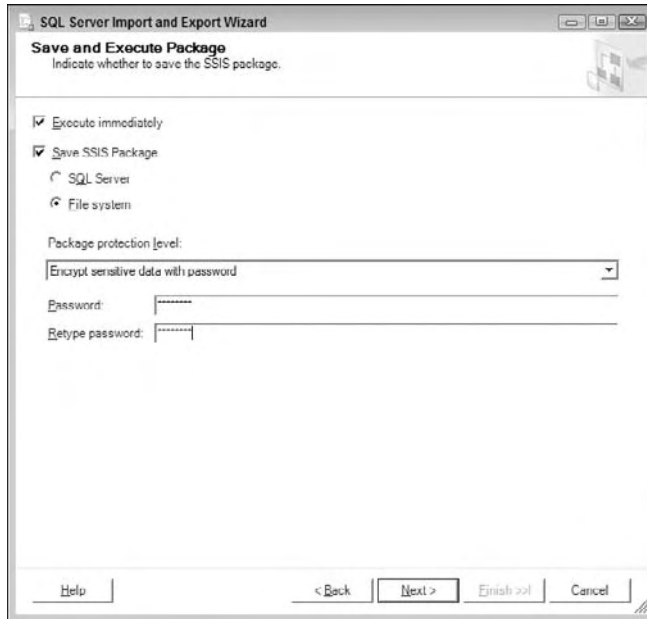 SQL Server Import and Export Wizard
Save and Execute Package
Indicate whether to save the SSIS package.
Execute immediately
Save SSIS Package
SQL Server
File system
Package protection level:
Encrypt sensitive data with password
Password: --------
Retype password: --------
Help < Back Next > Finish >>| Cancel